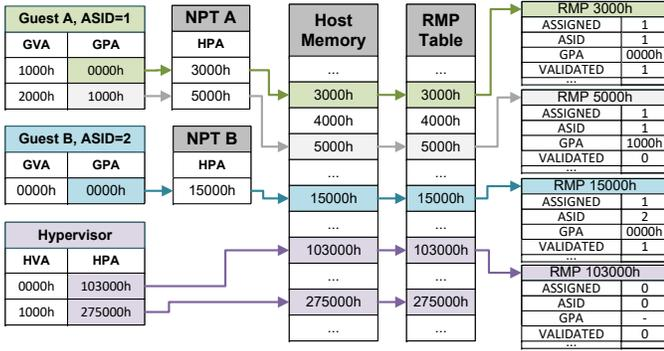 Guest A, ASID=1
GVA GPA
1000h 0000h
2000h 1000h
NPT A
HPA
3000h
5000h
Guest B, ASID=2
GVA GPA
0000h 0000h
NPT B
HPA
15000h
Hypervisor
HVA HPA
0000h 103000h
1000h 275000h
Host
Memory
...
3000h
4000h
5000h
...
15000h
...
103000h
...
275000h
...
RMP
Table
...
3000h
4000h
5000h
...
15000h
...
103000h
...
275000h
...
RMP 3000h
ASSIGNED 1
ASID 1
GPA 0000h
VALIDATED 1
...
RMP 5000h
ASSIGNED 1
ASID 1
GPA 1000h
VALIDATED 0
...
RMP 15000h
ASSIGNED 1
ASID 2
GPA 0000h
VALIDATED 1
...
RMP 103000h
ASSIGNED 0
ASID 0
GPA -
VALIDATED 0
...